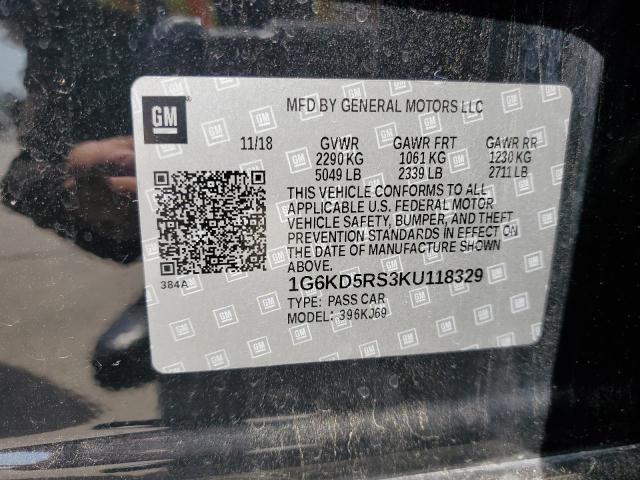 GM
MFD BY GENERAL MOTORS LLC
11/18 GVWR GAWR FRT GAWR RR
2290 KG 1061 KG 1230 KG
5049 LB 2339 LB 2711 LB
THIS VEHICLE CONFORMS TO ALL
APPLICABLE U.S. FEDERAL MOTOR
VEHICLE SAFETY, BUMPER, AND THEFT
PREVENTION STANDARDS IN EFFECT ON
THE DATE OF MANUFACTURE SHOWN
ABOVE.
384A
1G6KD5RS3KU118329
TYPE: PASS CAR
MODEL: 396KJ69